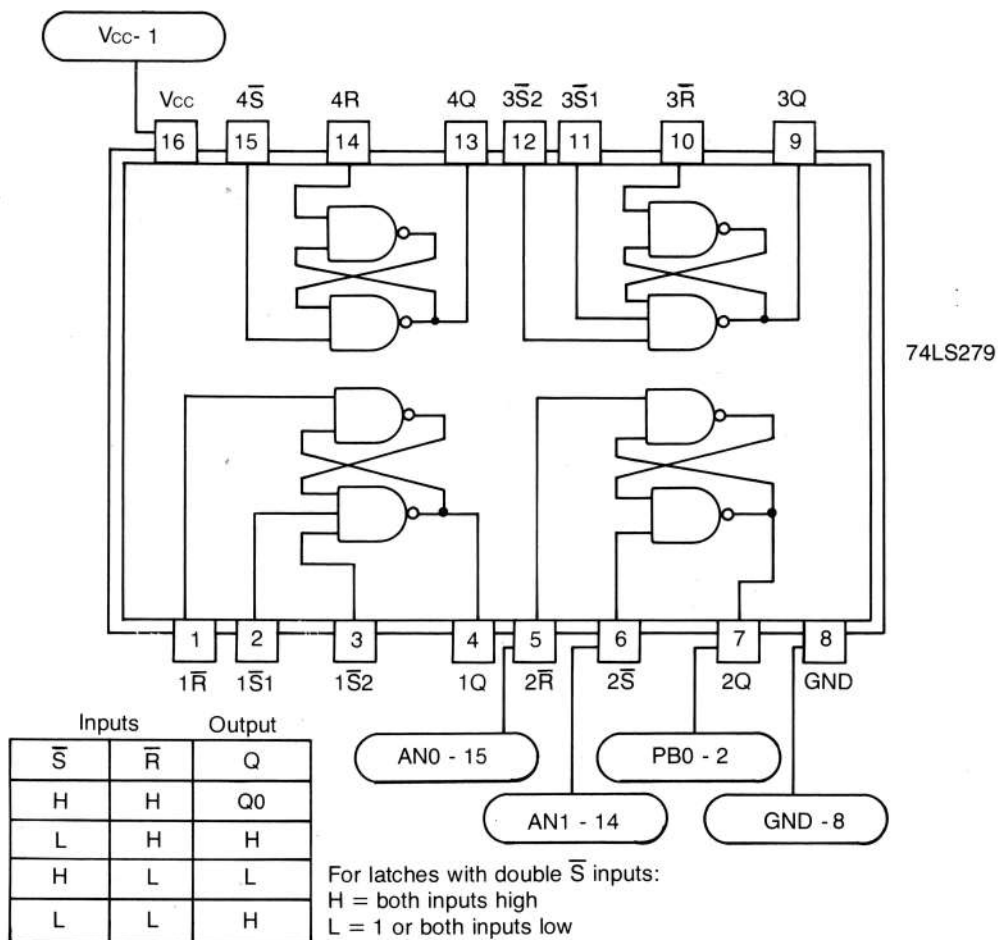 Vcc- 1
Vcc 4S̅ 4R 4Q 3S̅2 3S̅1 3R̅ 3Q
16 15 14 13 12 11 10 9
74LS279
1 2 3 4 5 6 7 8
1R̅ 1S̅1 1S̅2 1Q 2R̅ 2S̅ 2Q GND
AN0 - 15
PB0 - 2
AN1 - 14
GND - 8
Inputs Output
S̅ R̅ Q
H H Q0
L H H
H L L
L L H
For latches with double S̅ inputs:
H = both inputs high
L = 1 or both inputs low